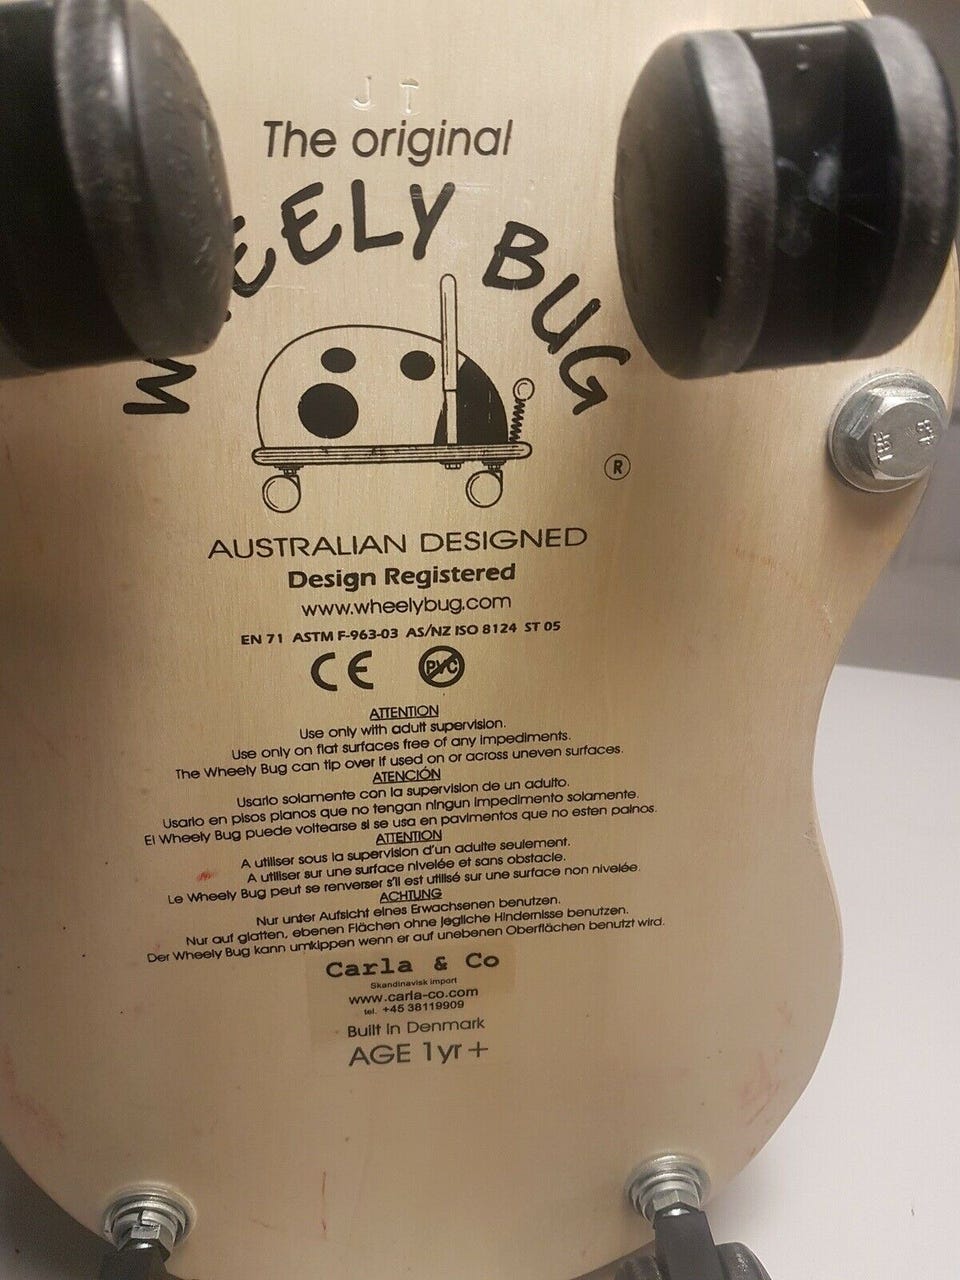 J T
The original
WHEELY BUG
®
AUSTRALIAN DESIGNED
Design Registered
www.wheelybug.com
EN 71 ASTM F-963-03 AS/NZ ISO 8124 ST 05
CE PVC
ATTENTION
Use only with adult supervision.
Use only on flat surfaces free of any impediments.
The Wheely Bug can tip over if used on or across uneven surfaces.
ATENCIÓN
Usarlo solamente con la supervision de un adulto.
Usarlo en pisos planos que no tengan ningun impedimento solamente.
El Wheely Bug puede voltearse si se usa en pavimentos que no esten palnos.
ATTENTION
A utiliser sous la supervision d'un adulte seulement.
A utiliser sur une surface nivelée et sans obstacle.
Le Wheely Bug peut se renverser s'il est utilisé sur une surface non nivelée.
ACHTUNG
Nur unter Aufsicht eines Erwachsenen benutzen.
Nur auf glatten, ebenen Flächen ohne jegliche Hindernisse benutzen.
Der Wheely Bug kann umkippen wenn er auf unebenen Oberflächen benutzt wird.
Carla & Co
Skandinavisk import
www.carla-co.com
tel. +45 38119909
Built in Denmark
AGE 1yr+
TBF 4.8